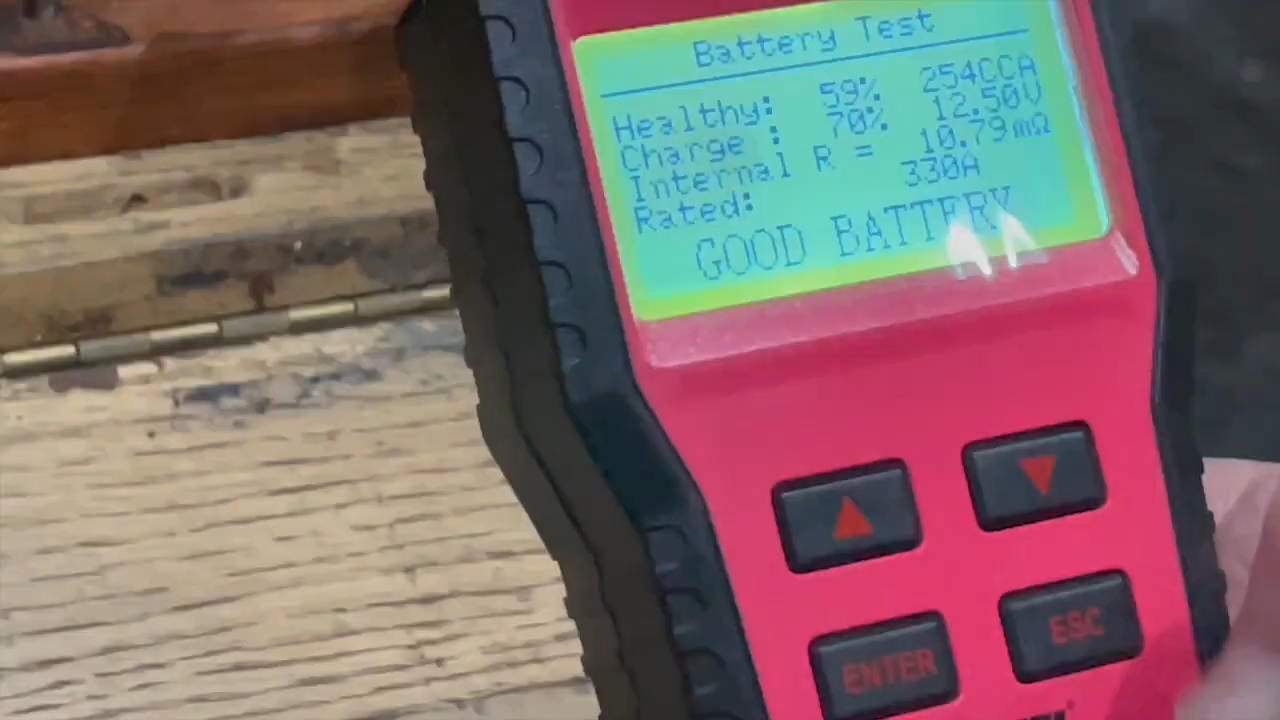 Battery Test
Healthy: 59% 254CCA
Charge : 70% 12.50V
Internal R = 10.79mΩ
Rated: 330A
GOOD BATTERY
ENTER
ESC